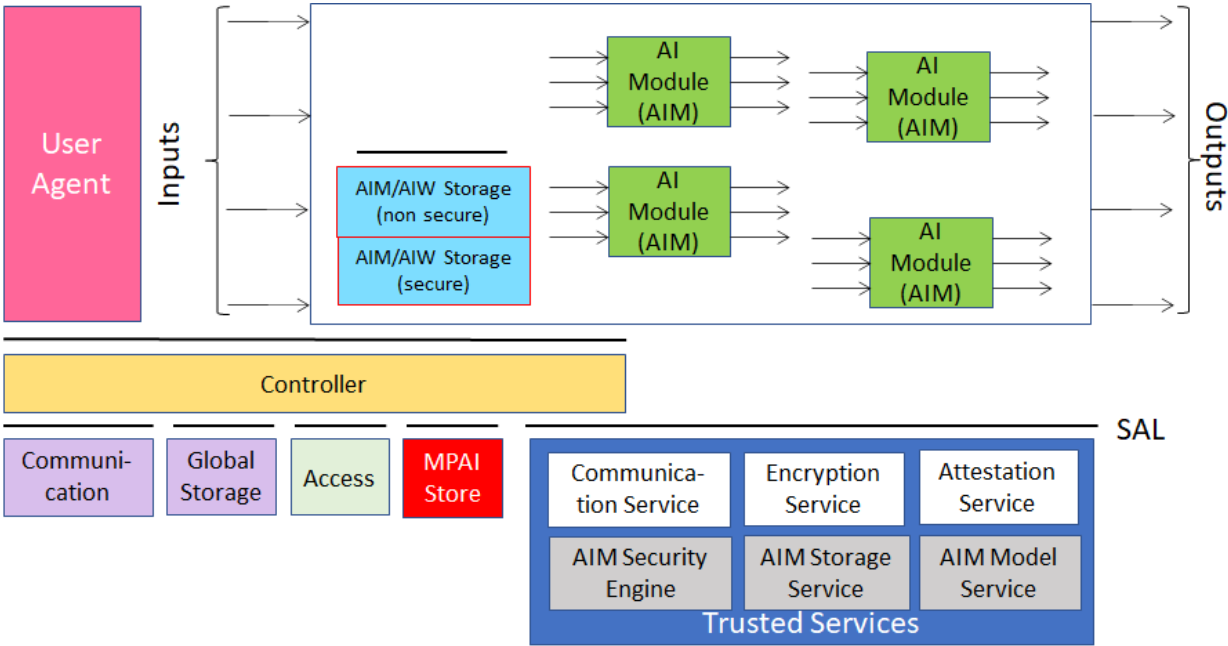 User
Agent
Inputs
AIM/AIW Storage
(non secure)
AIM/AIW Storage
(secure)
AI
Module
(AIM)
AI
Module
(AIM)
AI
Module
(AIM)
AI
Module
(AIM)
Outputs
Controller
SAL
Communi-
cation
Global
Storage
Access
MPAI
Store
Communica-
tion Service
Encryption
Service
Attestation
Service
AIM Security
Engine
AIM Storage
Service
AIM Model
Service
Trusted Services